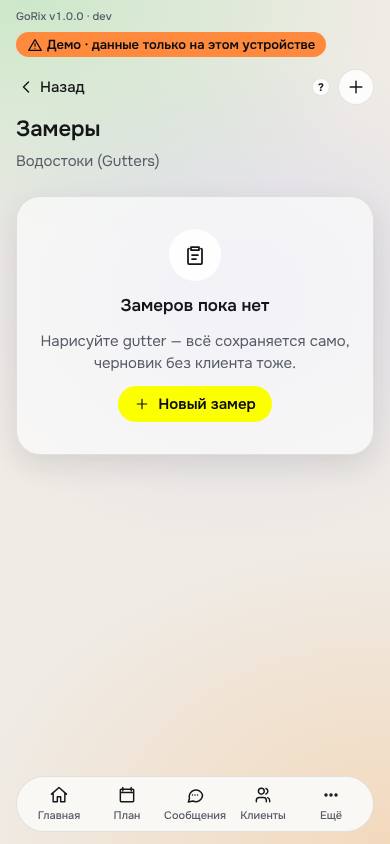 GoRix v1.0.0 · dev
Демо · данные только на этом устройстве
Назад
?
Замеры
Водостоки (Gutters)
Замеров пока нет
Нарисуйте gutter — всё сохраняется само,
черновик без клиента тоже.
Новый замер
Главная
План
Сообщения
Клиенты
Ещё